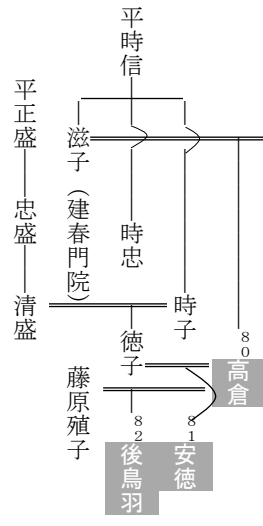 平時信
平正盛
忠盛
清盛
滋子（建春門院）
時忠
時子
徳子
藤原殖子
80
高倉
81
安徳
82
後鳥羽